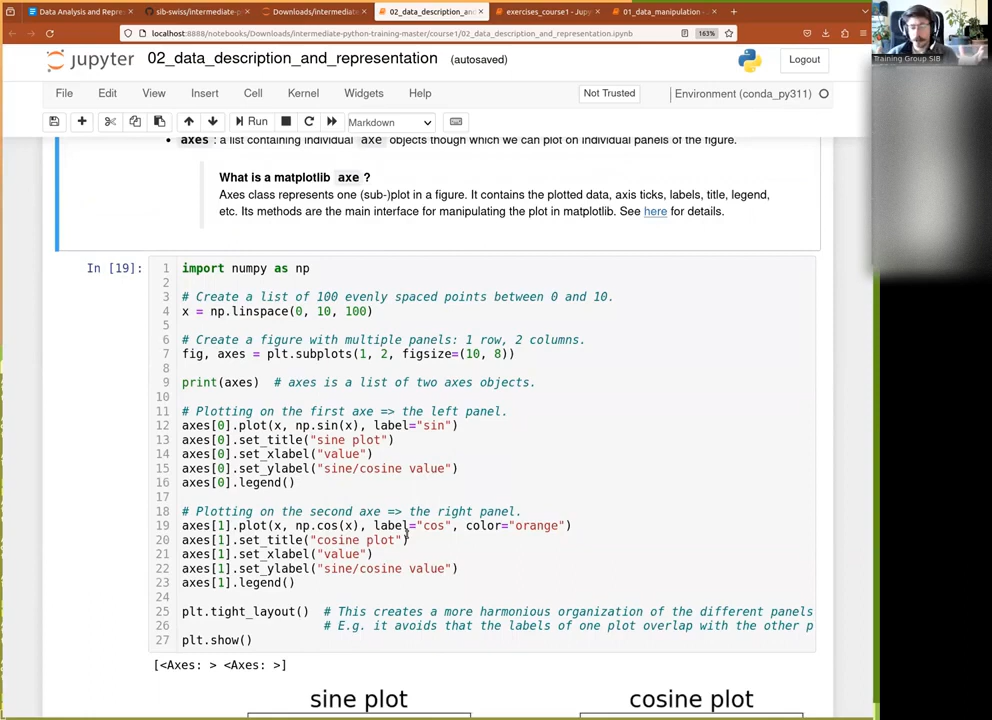 Data Analysis and Repre
sib-swiss/intermediate-p
Downloads/intermediate
02_data_description_and
exercises_course1 - Jupyt
01_data_manipulation -
localhost:8888/notebooks/Downloads/intermediate-python-training-master/course1/02_data_description_and_representation.ipynb
163%
Training Group SIB
jupyter
02_data_description_and_representation
(autosaved)
Logout
File Edit View Insert Cell Kernel Widgets Help
Not Trusted
Environment (conda_py311)
Run
Markdown
• axes : a list containing individual axe objects though which we can plot on individual panels of the figure.
What is a matplotlib axe ?
Axes class represents one (sub-)plot in a figure. It contains the plotted data, axis ticks, labels, title, legend,
etc. Its methods are the main interface for manipulating the plot in matplotlib. See here for details.
In [19]:
1 import numpy as np
2
3 # Create a list of 100 evenly spaced points between 0 and 10.
4 x = np.linspace(0, 10, 100)
5
6 # Create a figure with multiple panels: 1 row, 2 columns.
7 fig, axes = plt.subplots(1, 2, figsize=(10, 8))
8
9 print(axes)  # axes is a list of two axes objects.
10
11 # Plotting on the first axe => the left panel.
12 axes[0].plot(x, np.sin(x), label="sin")
13 axes[0].set_title("sine plot")
14 axes[0].set_xlabel("value")
15 axes[0].set_ylabel("sine/cosine value")
16 axes[0].legend()
17
18 # Plotting on the second axe => the right panel.
19 axes[1].plot(x, np.cos(x), label="cos", color="orange")
20 axes[1].set_title("cosine plot")
21 axes[1].set_xlabel("value")
22 axes[1].set_ylabel("sine/cosine value")
23 axes[1].legend()
24
25 plt.tight_layout()  # This creates a more harmonious organization of the different panels
26 # E.g. it avoids that the labels of one plot overlap with the other p
27 plt.show()
[<Axes: > <Axes: >]
sine plot
cosine plot